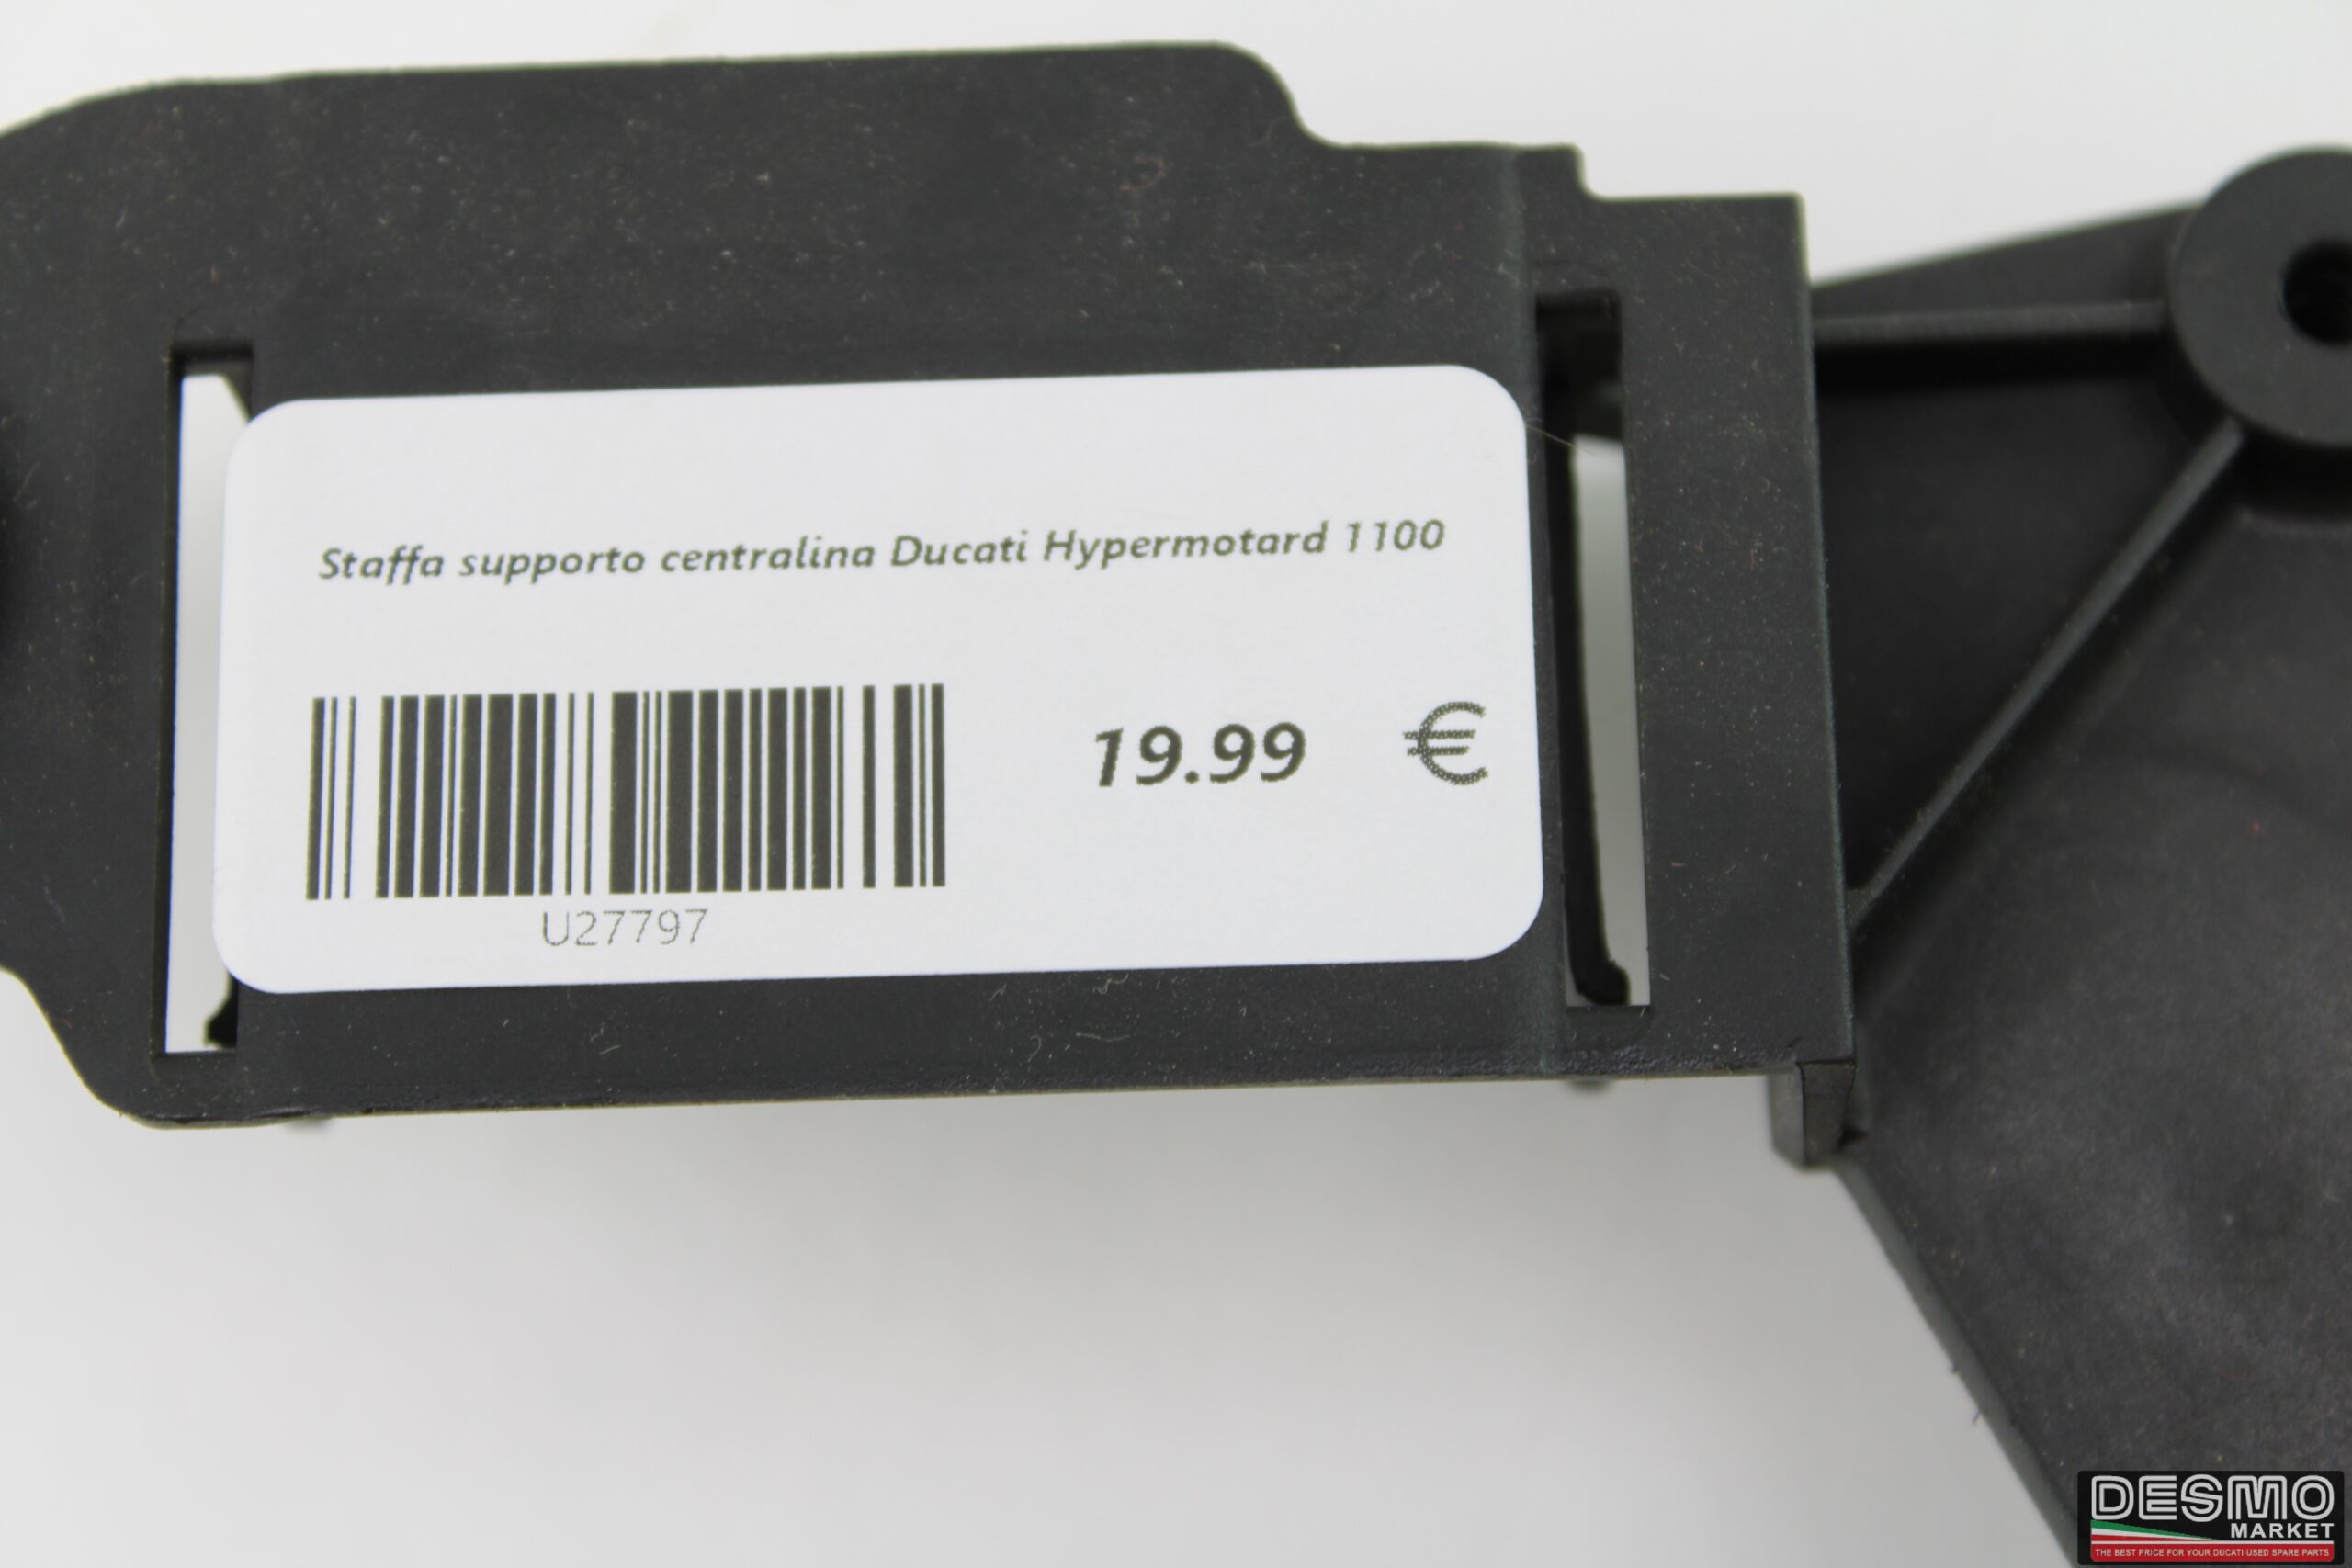 Staffa supporto centralina Ducati Hypermotard 1100
19.99 €
U27797
DESMO
MARKET
THE BEST PRICE FOR YOUR DUCATI USED SPARE PARTS